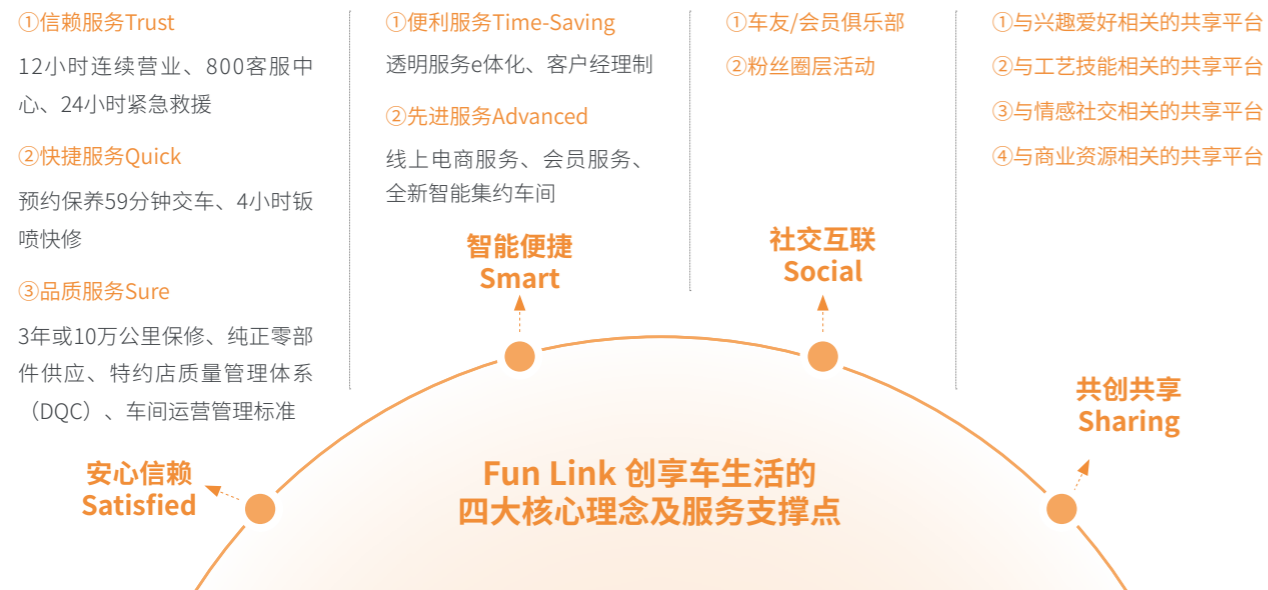 ①信赖服务Trust
12小时连续营业、800客服中
心、24小时紧急救援
②快捷服务Quick
预约保养59分钟交车、4小时钣
喷快修
③品质服务Sure
3年或10万公里保修、纯正零部
件供应、特约店质量管理体系
（DQC）、车间运营管理标准
安心信赖
Satisfied
①便利服务Time-Saving
透明服务e体化、客户经理制
②先进服务Advanced
线上电商服务、会员服务、
全新智能集约车间
智能便捷
Smart
①车友/会员俱乐部
②粉丝圈层活动
社交互联
Social
①与兴趣爱好相关的共享平台
②与工艺技能相关的共享平台
③与情感社交相关的共享平台
④与商业资源相关的共享平台
共创共享
Sharing
Fun Link 创享车生活的
四大核心理念及服务支撑点